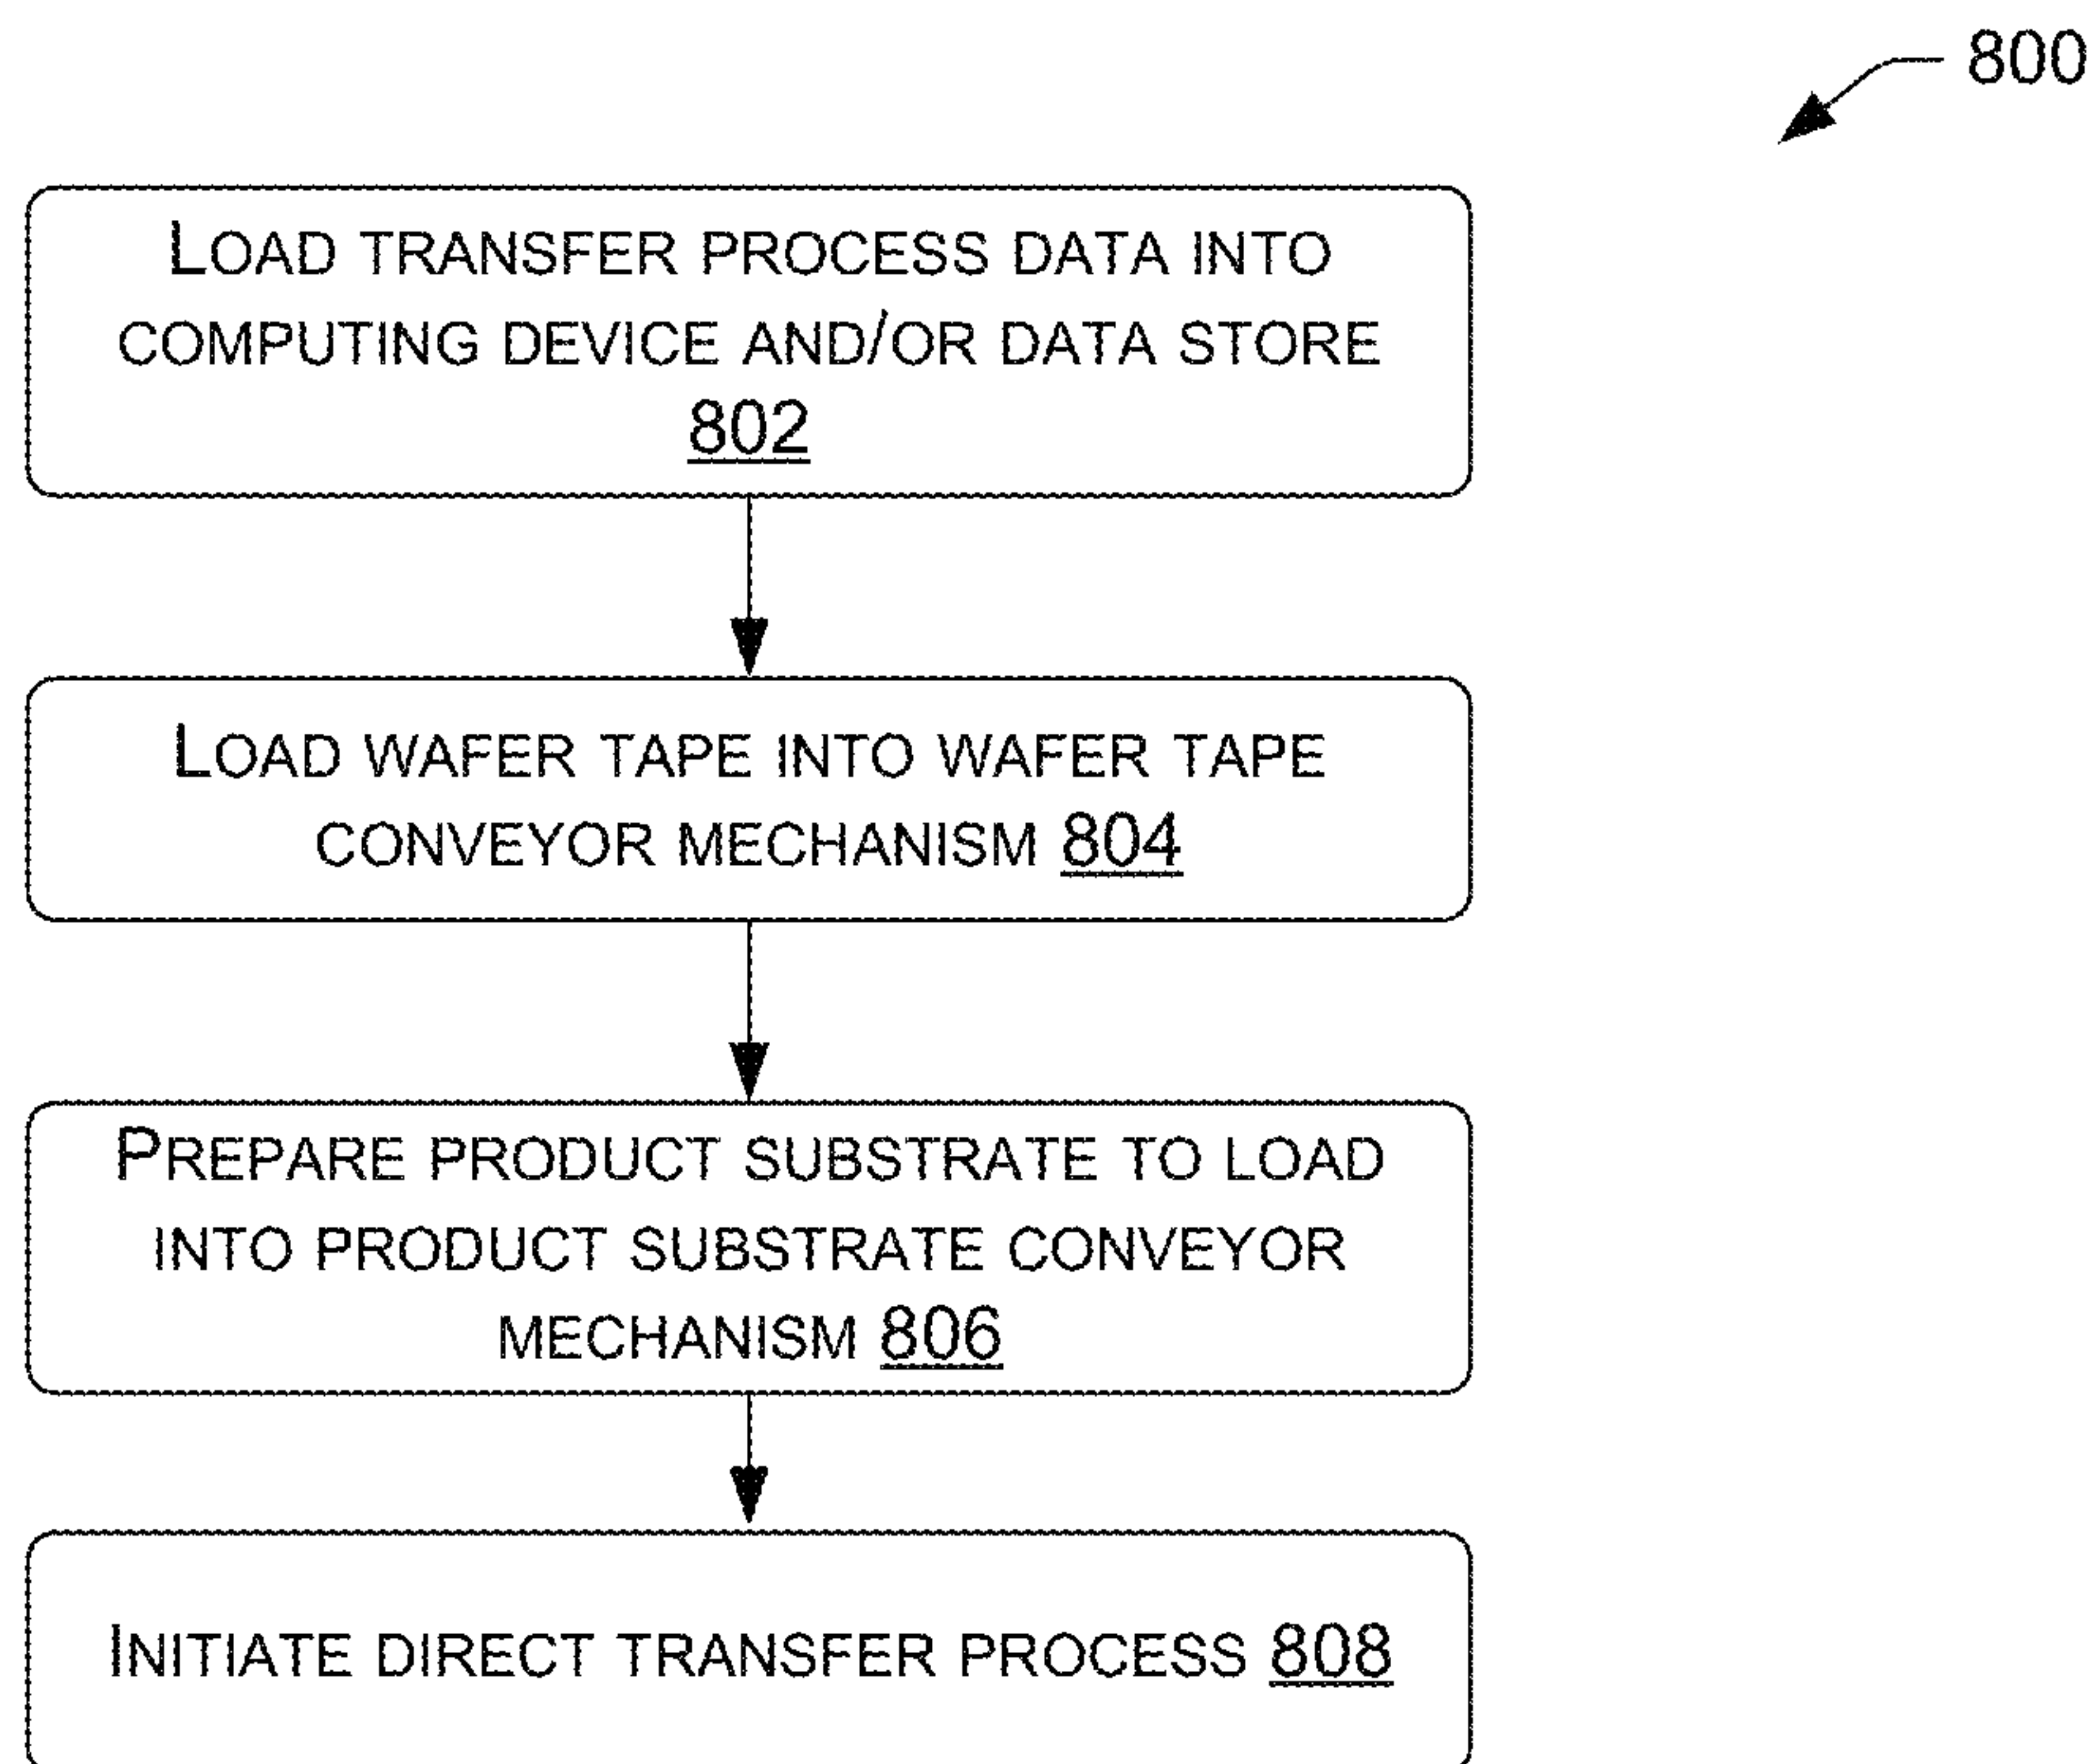 800
LOAD TRANSFER PROCESS DATA INTO
COMPUTING DEVICE AND/OR DATA STORE
802
LOAD WAFER TAPE INTO WAFER TAPE
CONVEYOR MECHANISM 804
PREPARE PRODUCT SUBSTRATE TO LOAD
INTO PRODUCT SUBSTRATE CONVEYOR
MECHANISM 806
INITIATE DIRECT TRANSFER PROCESS 808